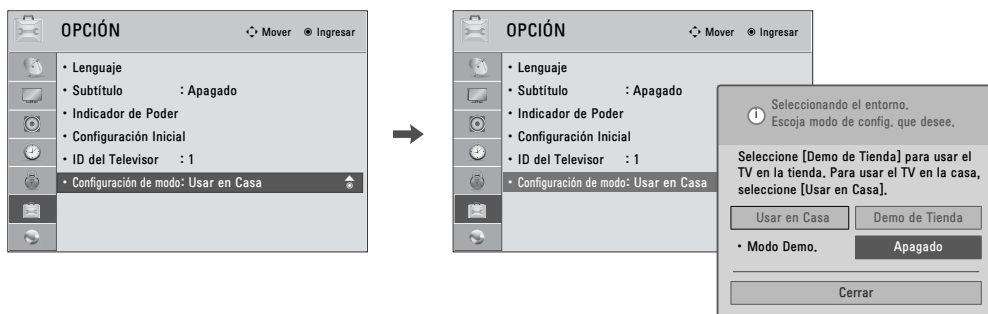 OPCIÓN
Mover
Ingresar
• Lenguaje
• Subtítulo : Apagado
• Indicador de Poder
• Configuración Inicial
• ID del Televisor : 1
• Configuración de modo: Usar en Casa
OPCIÓN
Mover
Ingresar
• Lenguaje
• Subtítulo : Apagado
• Indicador de Poder
• Configuración Inicial
• ID del Televisor : 1
• Configuración de modo: Usar en Casa
Seleccionando el entorno.
Escoja modo de config. que desee.
Seleccione [Demo de Tienda] para usar el
TV en la tienda. Para usar el TV en la casa,
seleccione [Usar en Casa].
Usar en Casa
Demo de Tienda
• Modo Demo.
Apagado
Cerrar